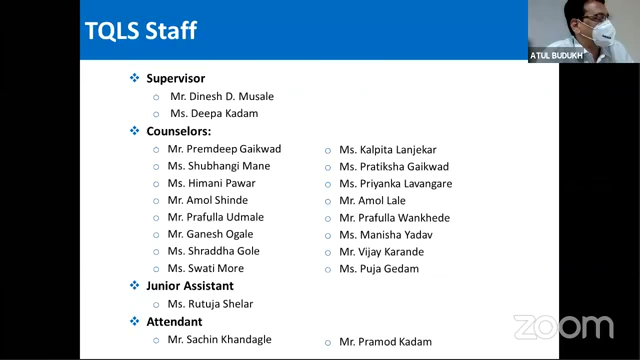 TQLS Staff
ATUL BUDUKH
Supervisor
Mr. Dinesh D. Musale
Ms. Deepa Kadam
Counselors:
Mr. Premdeep Gaikwad
Ms. Shubhangi Mane
Ms. Himani Pawar
Mr. Amol Shinde
Mr. Prafulla Udmale
Mr. Ganesh Ogale
Ms. Shraddha Gole
Ms. Swati More
Ms. Kalpita Lanjekar
Ms. Pratiksha Gaikwad
Ms. Priyanka Lavangare
Mr. Amol Lale
Mr. Prafulla Wankhede
Ms. Manisha Yadav
Mr. Vijay Karande
Ms. Puja Gedam
Junior Assistant
Ms. Rutuja Shelar
Attendant
Mr. Sachin Khandagle
Mr. Pramod Kadam
zoom